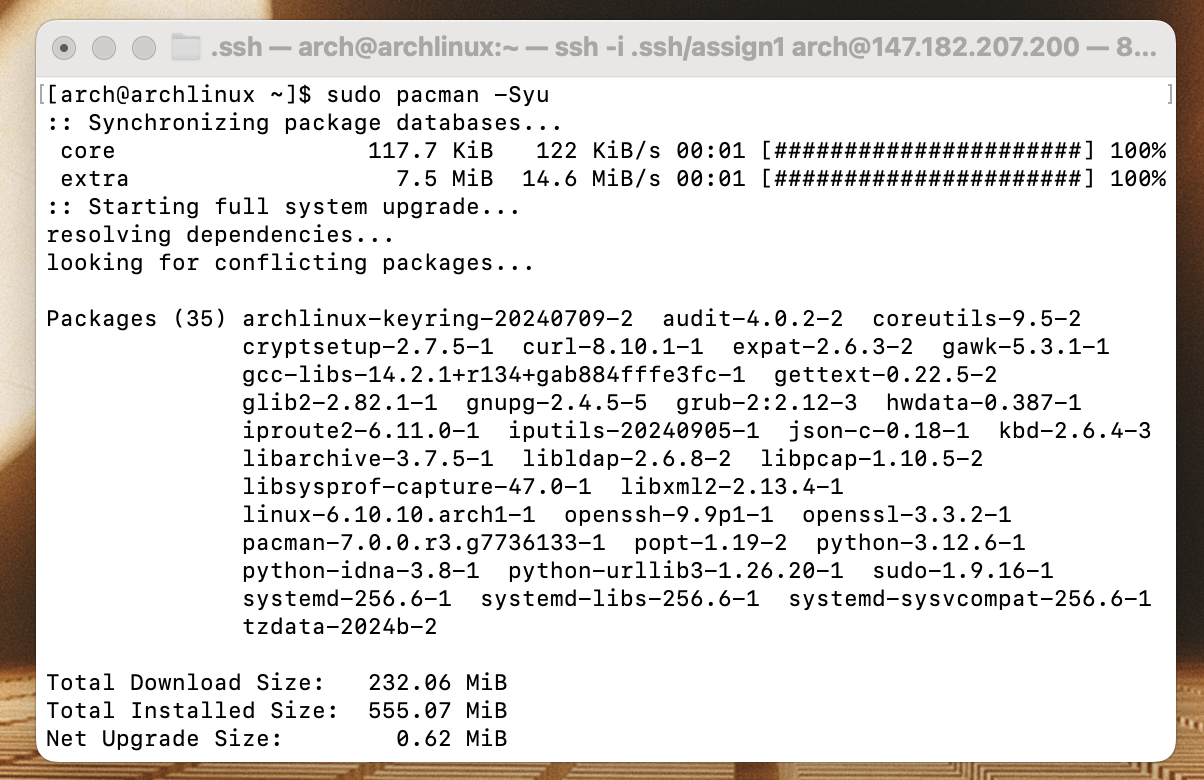 .ssh — arch@archlinux:~ — ssh -i .ssh/assign1 arch@147.182.207.200 — 8...
[[arch@archlinux ~]$ sudo pacman -Syu ]
:: Synchronizing package databases...
core 117.7 KiB 122 KiB/s 00:01 [######################] 100%
extra 7.5 MiB 14.6 MiB/s 00:01 [######################] 100%
:: Starting full system upgrade...
resolving dependencies...
looking for conflicting packages...
Packages (35) archlinux-keyring-20240709-2 audit-4.0.2-2 coreutils-9.5-2
cryptsetup-2.7.5-1 curl-8.10.1-1 expat-2.6.3-2 gawk-5.3.1-1
gcc-libs-14.2.1+r134+gab884fffe3fc-1 gettext-0.22.5-2
glib2-2.82.1-1 gnupg-2.4.5-5 grub-2:2.12-3 hwdata-0.387-1
iproute2-6.11.0-1 iputils-20240905-1 json-c-0.18-1 kbd-2.6.4-3
libarchive-3.7.5-1 libldap-2.6.8-2 libpcap-1.10.5-2
libsysprof-capture-47.0-1 libxml2-2.13.4-1
linux-6.10.10.arch1-1 openssh-9.9p1-1 openssl-3.3.2-1
pacman-7.0.0.r3.g7736133-1 popt-1.19-2 python-3.12.6-1
python-idna-3.8-1 python-urllib3-1.26.20-1 sudo-1.9.16-1
systemd-256.6-1 systemd-libs-256.6-1 systemd-sysvcompat-256.6-1
tzdata-2024b-2
Total Download Size: 232.06 MiB
Total Installed Size: 555.07 MiB
Net Upgrade Size: 0.62 MiB